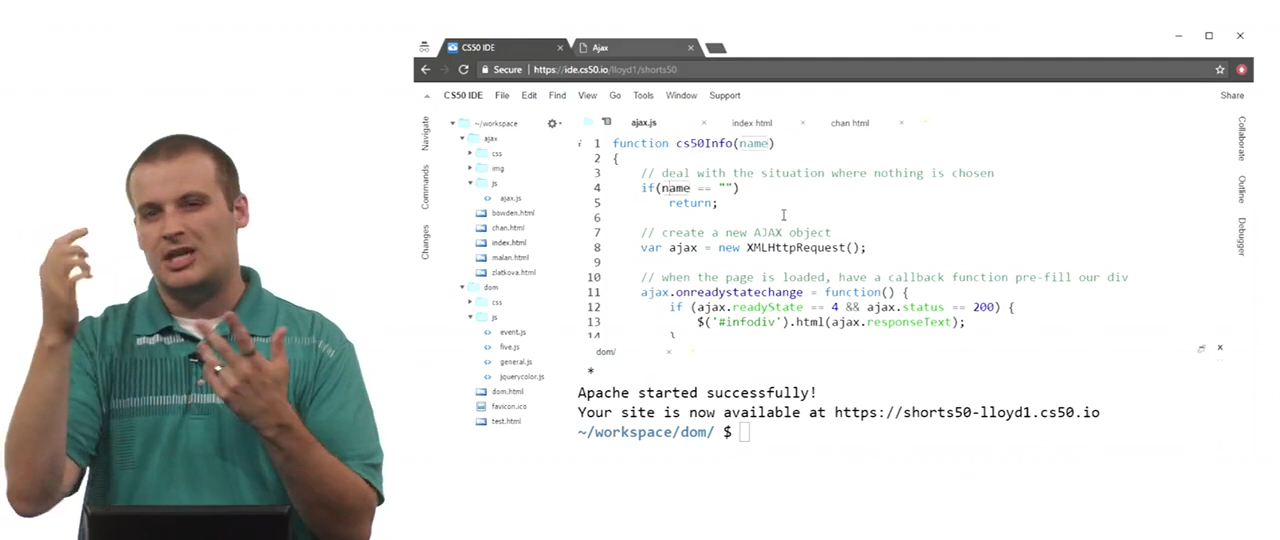 CS50 IDE
Ajax
Secure https://ide.cs50.io/lloyd1/shorts50
CS50 IDE File Edit Find View Go Tools Window Support Share
Navigate
Commands
Changes
~/workspace
ajax
css
img
js
ajax.js
bowden.html
chan.html
index.html
malan.html
zlatkova.html
dom
css
js
event.js
five.js
general.js
jquerycolor.js
dom.html
favicon.ico
test.html
ajax.js index.html chan.html
i 1 function cs50Info(name)
2 {
3 // deal with the situation where nothing is chosen
4 if(name == "")
5 return;
6
7 // create a new AJAX object
8 var ajax = new XMLHttpRequest();
9
10 // when the page is loaded, have a callback function pre-fill our div
11 ajax.onreadystatechange = function() {
12 if (ajax.readyState == 4 && ajax.status == 200) {
13 $('#infodiv').html(ajax.responseText);
14 }
dom/
*
Apache started successfully!
Your site is now available at https://shorts50-lloyd1.cs50.io
~/workspace/dom/ $
Collaborate
Outline
Debugger